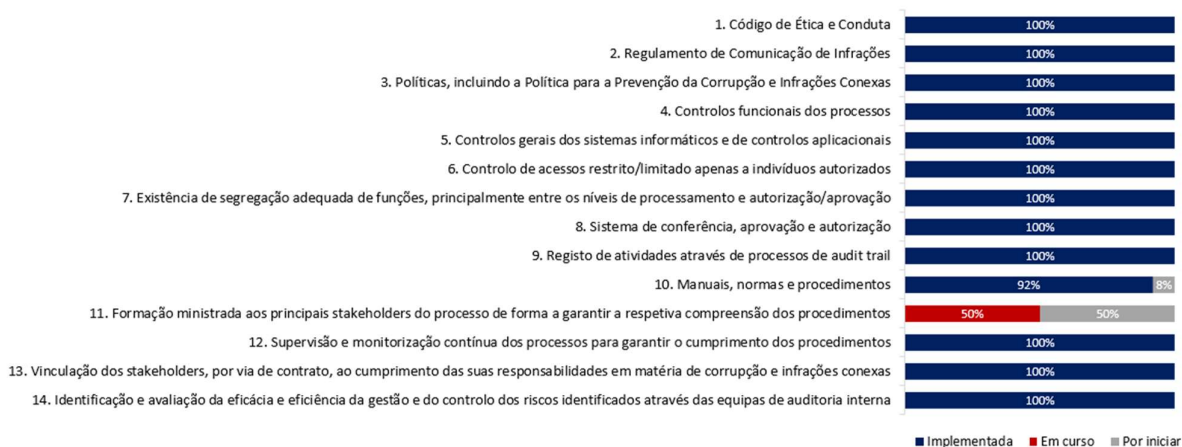 1. Código de Ética e Conduta 100%
2. Regulamento de Comunicação de Infrações 100%
3. Políticas, incluindo a Política para a Prevenção da Corrupção e Infrações Conexas 100%
4. Controlos funcionais dos processos 100%
5. Controlos gerais dos sistemas informáticos e de controlos aplicacionais 100%
6. Controlo de acessos restrito/limitado apenas a indivíduos autorizados 100%
7. Existência de segregação adequada de funções, principalmente entre os níveis de processamento e autorização/aprovação 100%
8. Sistema de conferência, aprovação e autorização 100%
9. Registo de atividades através de processos de audit trail 100%
10. Manuais, normas e procedimentos 92% 8%
11. Formação ministrada aos principais stakeholders do processo de forma a garantir a respetiva compreensão dos procedimentos 50% 50%
12. Supervisão e monitorização contínua dos processos para garantir o cumprimento dos procedimentos 100%
13. Vinculação dos stakeholders, por via de contrato, ao cumprimento das suas responsabilidades em matéria de corrupção e infrações conexas 100%
14. Identificação e avaliação da eficácia e eficiência da gestão e do controlo dos riscos identificados através das equipas de auditoria interna 100%
Implementada Em curso Por iniciar